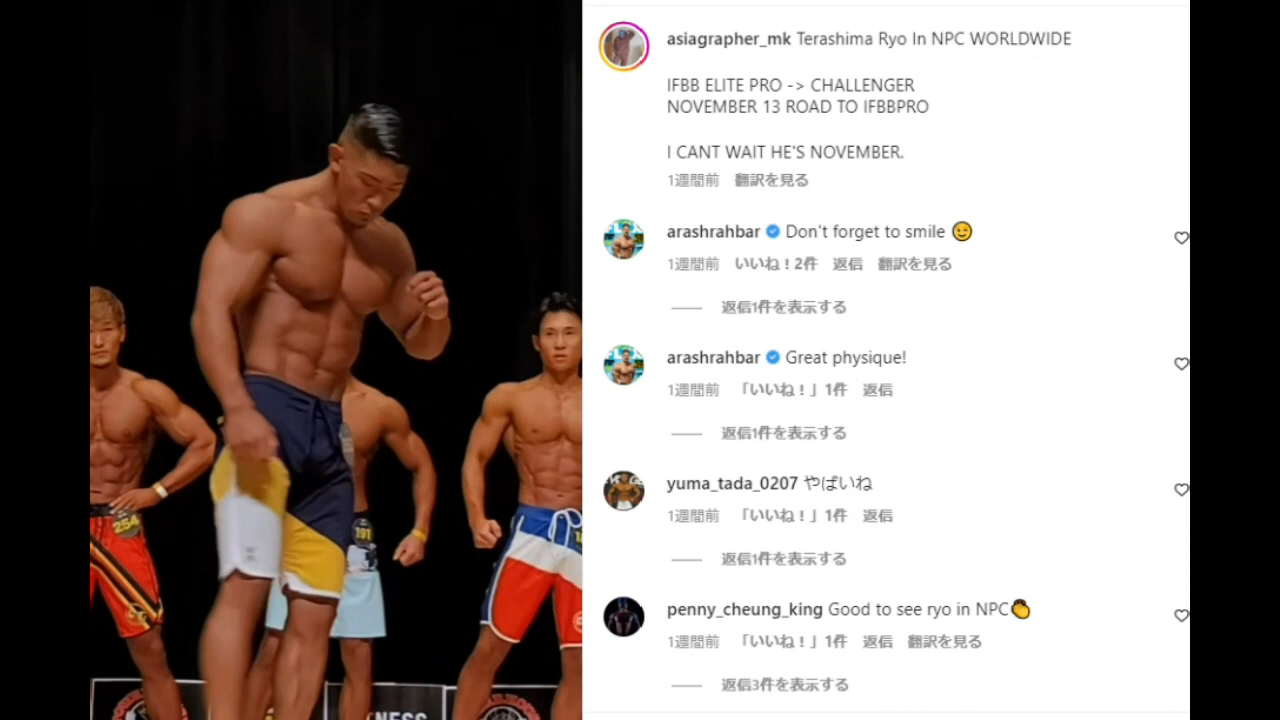 asiagrapher_mk Terashima Ryo In NPC WORLDWIDE
IFBB ELITE PRO -> CHALLENGER
NOVEMBER 13 ROAD TO IFBBPRO
I CANT WAIT HE'S NOVEMBER.
1週間前 翻訳を見る
arashrahbar Don't forget to smile 😉
1週間前 いいね！2件 返信 翻訳を見る
返信1件を表示する
arashrahbar Great physique!
1週間前 「いいね！」1件 返信
返信1件を表示する
yuma_tada_0207 やばいね
1週間前 「いいね！」1件 返信
返信1件を表示する
penny_cheung_king Good to see ryo in NPC👏
1週間前 「いいね！」1件 返信 翻訳を見る
返信3件を表示する
254
191